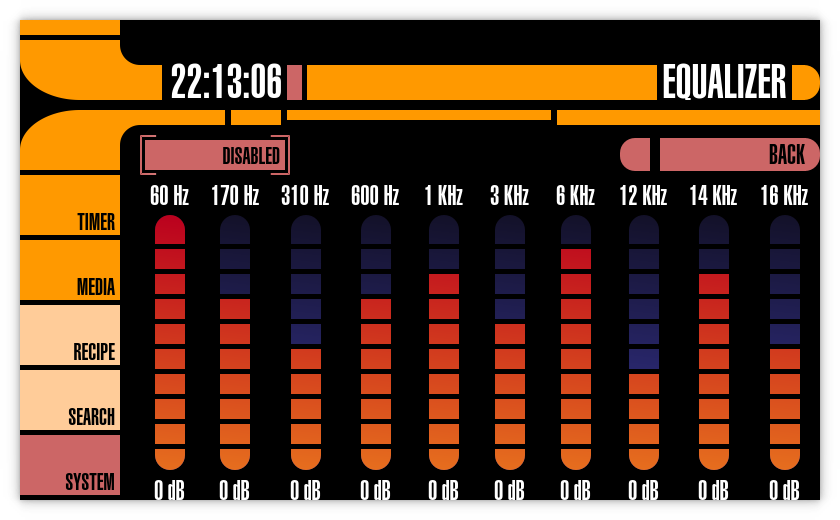 22:13:06 EQUALIZER
DISABLED BACK
60 Hz 170 Hz 310 Hz 600 Hz 1 KHz 3 KHz 6 KHz 12 KHz 14 KHz 16 KHz
TIMER
MEDIA
RECIPE
SEARCH
SYSTEM
0 dB 0 dB 0 dB 0 dB 0 dB 0 dB 0 dB 0 dB 0 dB 0 dB